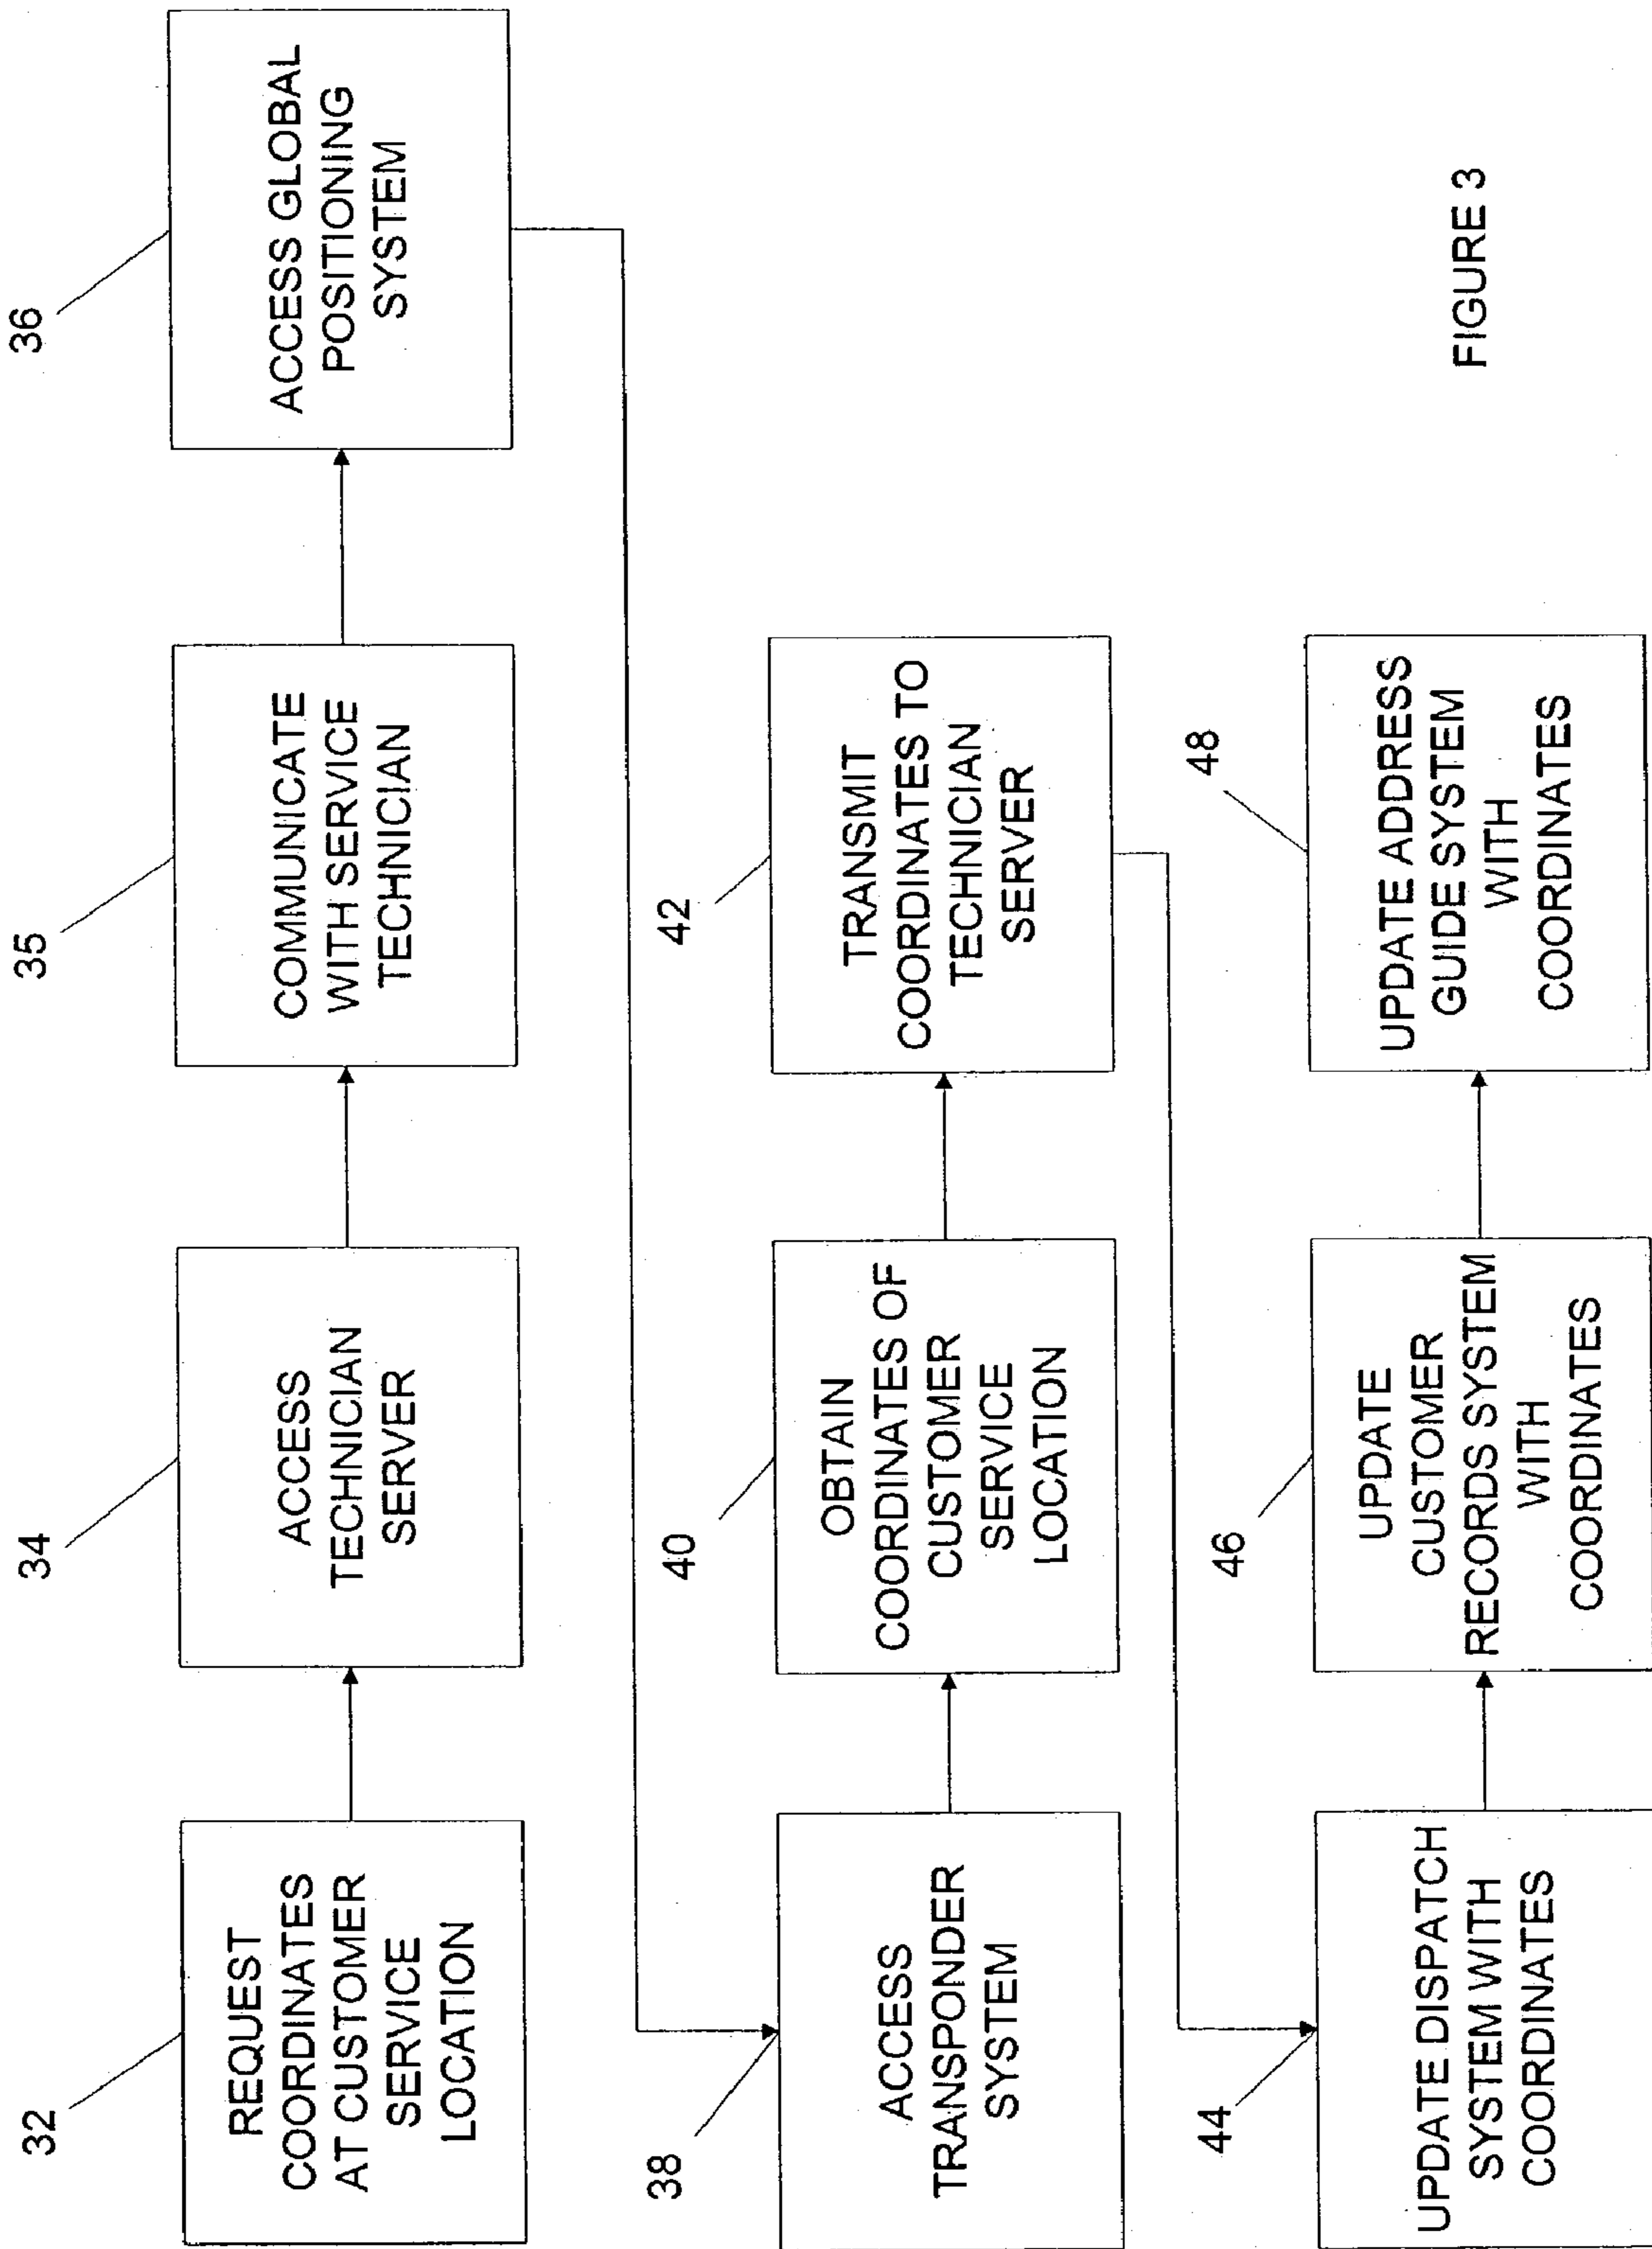 32
REQUEST
COORDINATES
AT CUSTOMER
SERVICE
LOCATION
34
ACCESS
TECHNICIAN
SERVER
35
COMMUNICATE
WITH SERVICE
TECHNICIAN
36
ACCESS GLOBAL
POSITIONING
SYSTEM
38
ACCESS
TRANSPONDER
SYSTEM
40
OBTAIN
COORDINATES OF
CUSTOMER
SERVICE
LOCATION
42
TRANSMIT
COORDINATES TO
TECHNICIAN
SERVER
44
UPDATE DISPATCH
SYSTEM WITH
COORDINATES
46
UPDATE
CUSTOMER
RECORDS SYSTEM
WITH
COORDINATES
48
UPDATE ADDRESS
GUIDE SYSTEM
WITH
COORDINATES
FIGURE 3